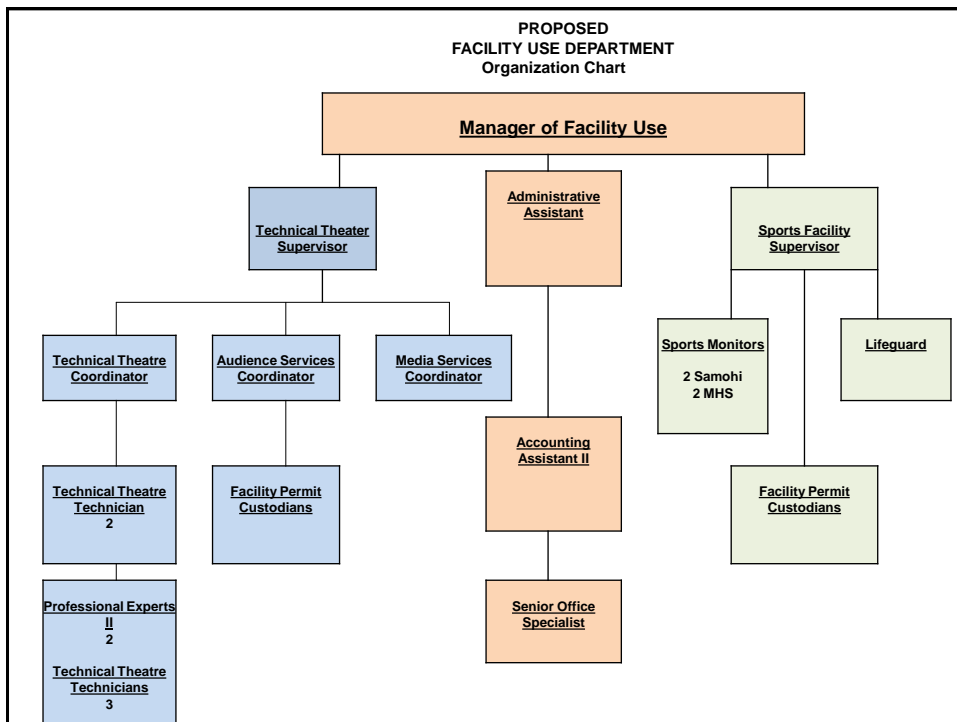 PROPOSED
FACILITY USE DEPARTMENT
Organization Chart
Manager of Facility Use
Technical Theater
Supervisor
Administrative
Assistant
Sports Facility
Supervisor
Technical Theatre
Coordinator
Audience Services
Coordinator
Media Services
Coordinator
Sports Monitors
2 Samohi
2 MHS
Lifeguard
Accounting
Assistant II
Technical Theatre
Technician
2
Facility Permit
Custodians
Facility Permit
Custodians
Professional Experts
II
2
Technical Theatre
Technicians
3
Senior Office
Specialist